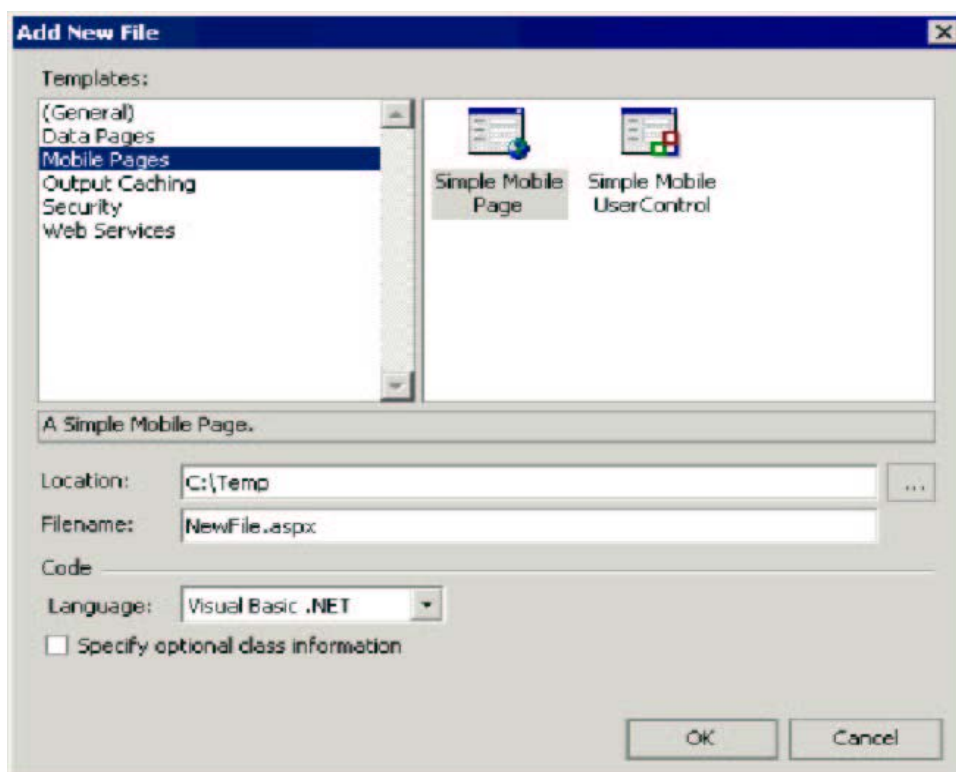 Add New File
Templates:
(General)
Data Pages
Mobile Pages
Output Caching
Security
Web Services
Simple Mobile
Page
Simple Mobile
UserControl
A Simple Mobile Page.
Location:
C:\Temp
...
Filename:
NewFile.aspx
Code
Language:
Visual Basic .NET
Specify optional class information
OK
Cancel